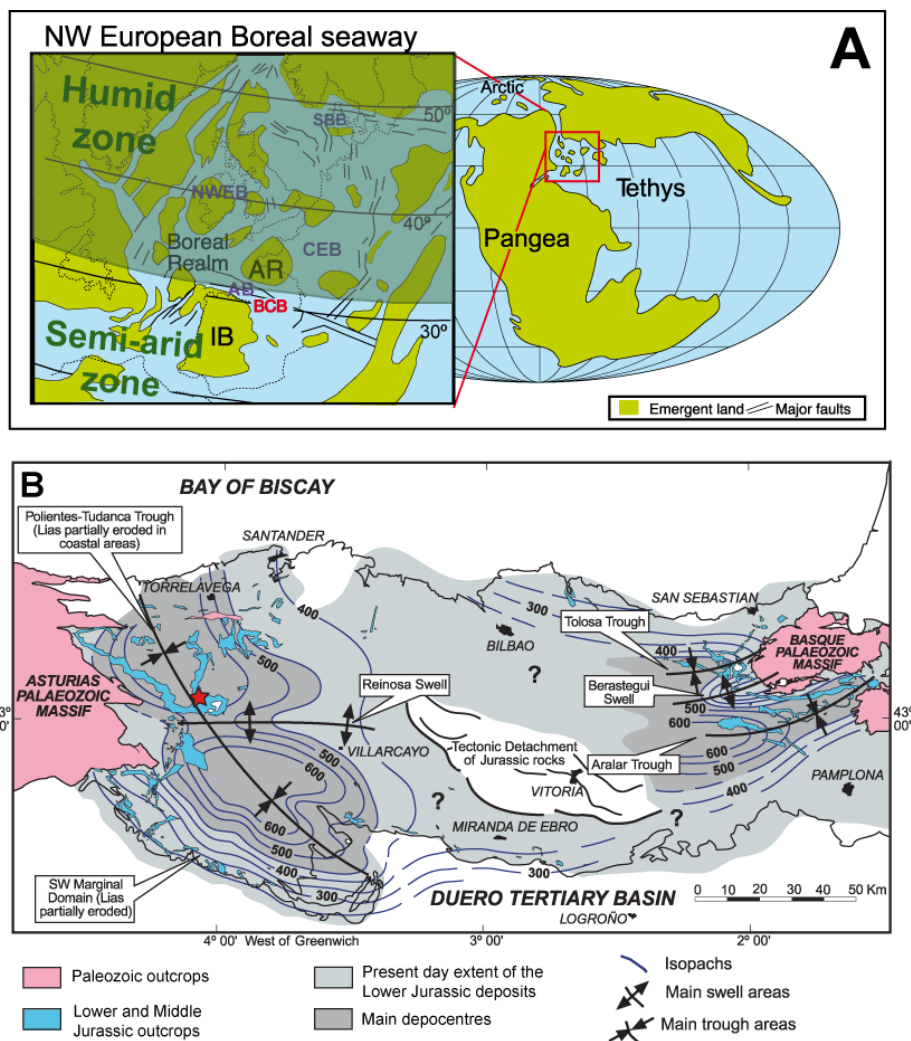 NW European Boreal seaway
A
Humid
zone
SBB
50º
NWEB
40º
Boreal
Realm
CEB
AR
AB
BCB
IB
30º
Semi-arid
zone
Arctic
Tethys
Pangea
Emergent land
Major faults
B
BAY OF BISCAY
Polientes-Tudanca Trough
(Lias partially eroded in
coastal areas)
SANTANDER
TORRELAVEGA
400
500
300
BILBAO
?
SAN SEBASTIAN
Tolosa Trough
400
BASQUE
PALAEOZOIC
MASSIF
Berastegui
Swell
500
600
ASTURIAS
PALAEOZOIC
MASSIF
Reinosa Swell
43
00'
VILLARCAYO
500
600
Tectonic Detachment
of Jurassic rocks
VITORIA
Aralar Trough
600
500
400
PAMPLONA
?
MIRANDA DE EBRO
?
600
500
400
300
300
SW Marginal
Domain (Lias
partially eroded)
DUERO TERTIARY BASIN
LOGROÑO
0 10 20 30 40 50 Km
4º 00' West of Greenwich
3º 00'
2º 00'
Paleozoic outcrops
Lower and Middle
Jurassic outcrops
Present day extent of the
Lower Jurassic deposits
Main depocentres
Isopachs
Main swell areas
Main trough areas